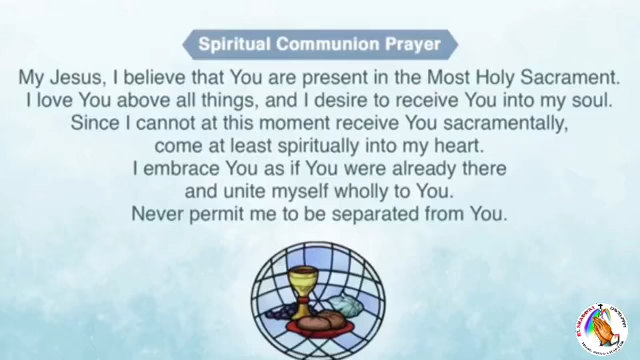 Spiritual Communion Prayer
My Jesus, I believe that You are present in the Most Holy Sacrament.
I love You above all things, and I desire to receive You into my soul.
Since I cannot at this moment receive You sacramentally,
come at least spiritually into my heart.
I embrace You as if You were already there
and unite myself wholly to You.
Never permit me to be separated from You.